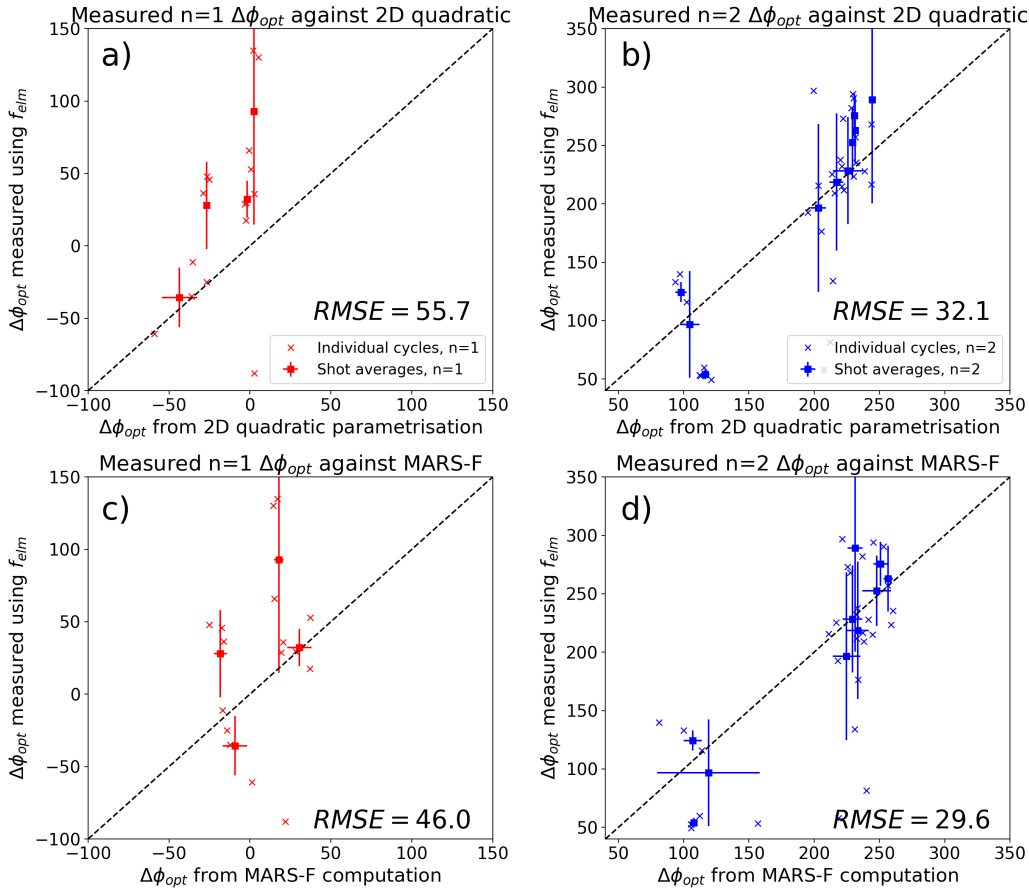 Measured n=1 Δϕ_opt against 2D quadratic
a)
Δϕ_opt measured using f_elm
150
100
50
0
−50
−100
RMSE = 55.7
Individual cycles, n=1
Shot averages, n=1
−100 −50 0 50 100 150
Δϕ_opt from 2D quadratic parametrisation
Measured n=2 Δϕ_opt against 2D quadratic
b)
Δϕ_opt measured using f_elm
350
300
250
200
150
100
50
RMSE = 32.1
Individual cycles, n=2
Shot averages, n=2
50 100 150 200 250 300 350
Δϕ_opt from 2D quadratic parametrisation
Measured n=1 Δϕ_opt against MARS-F
c)
Δϕ_opt measured using f_elm
150
100
50
0
−50
−100
RMSE = 46.0
−100 −50 0 50 100 150
Δϕ_opt from MARS-F computation
Measured n=2 Δϕ_opt against MARS-F
d)
Δϕ_opt measured using f_elm
350
300
250
200
150
100
50
RMSE = 29.6
50 100 150 200 250 300 350
Δϕ_opt from MARS-F computation